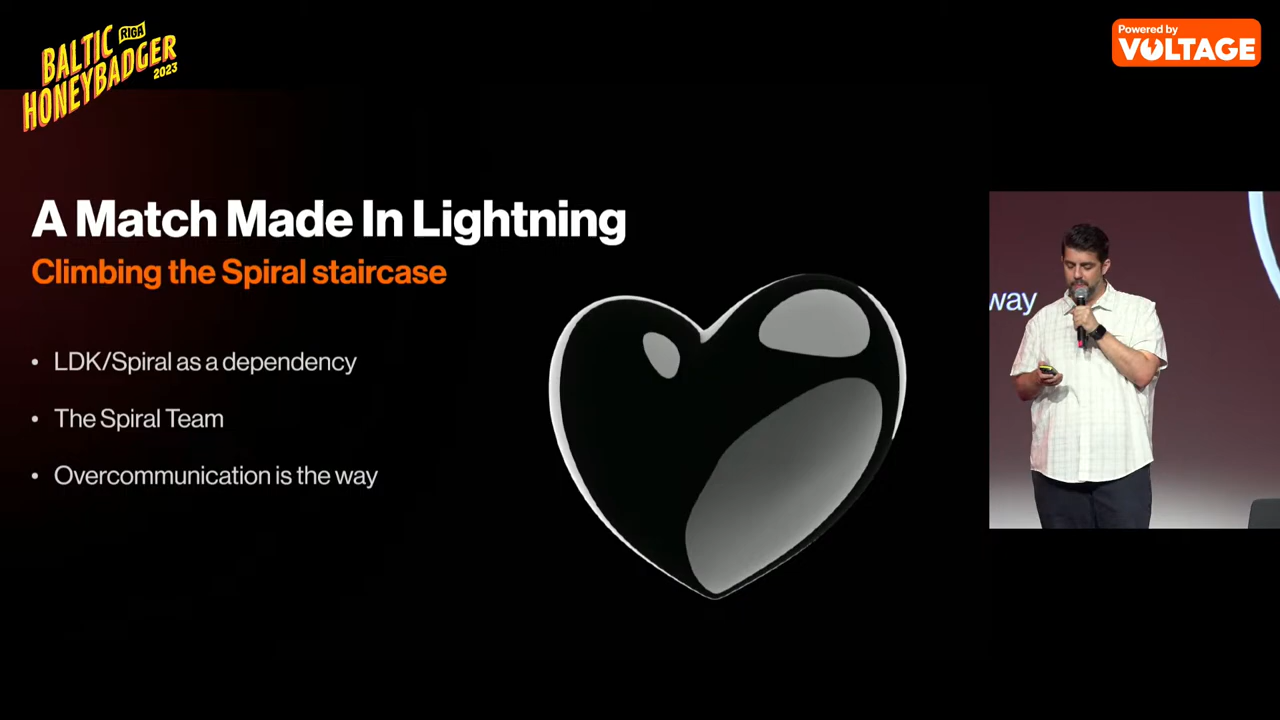 BALTIC RIGA
HONEYBADGER
2023
Powered by
VOLTAGE
A Match Made In Lightning
Climbing the Spiral staircase
• LDK/Spiral as a dependency
• The Spiral Team
• Overcommunication is the way
way